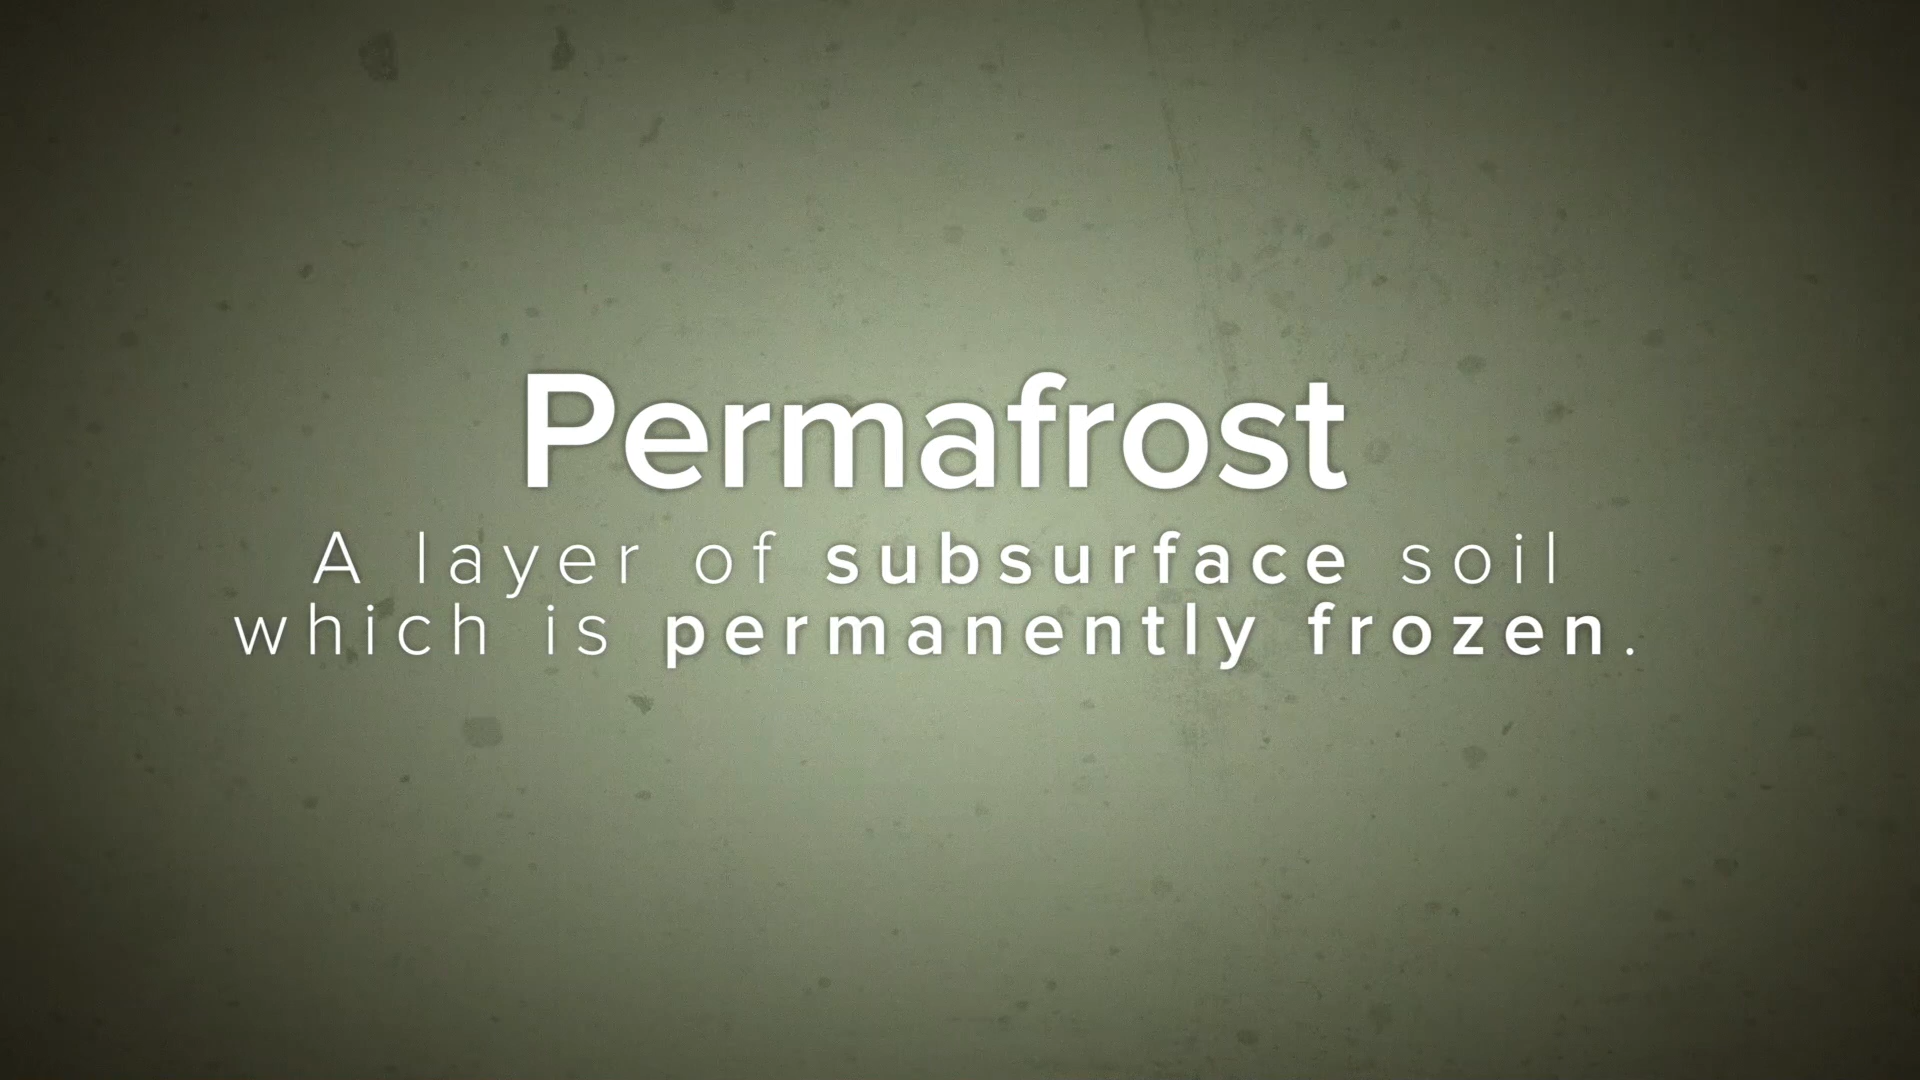 Permafrost
A layer of subsurface soil
which is permanently frozen.